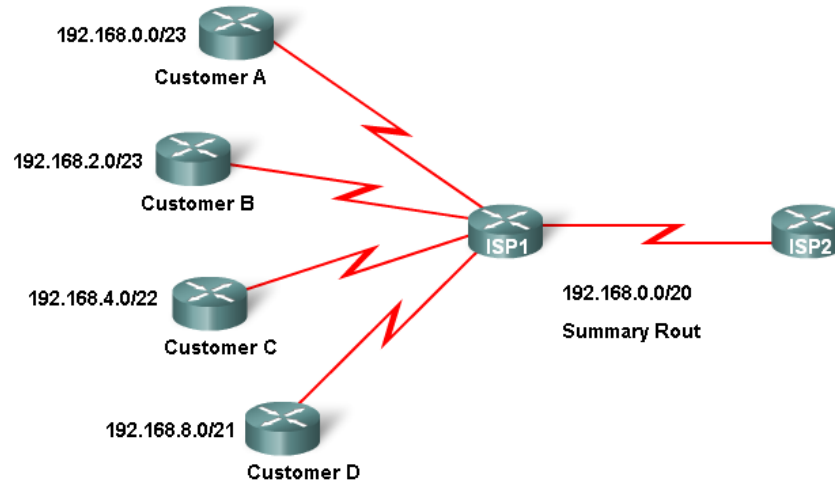 192.168.0.0/23
Customer A
192.168.2.0/23
Customer B
ISP1
ISP2
192.168.4.0/22
Customer C
192.168.0.0/20
Summary Rout
192.168.8.0/21
Customer D